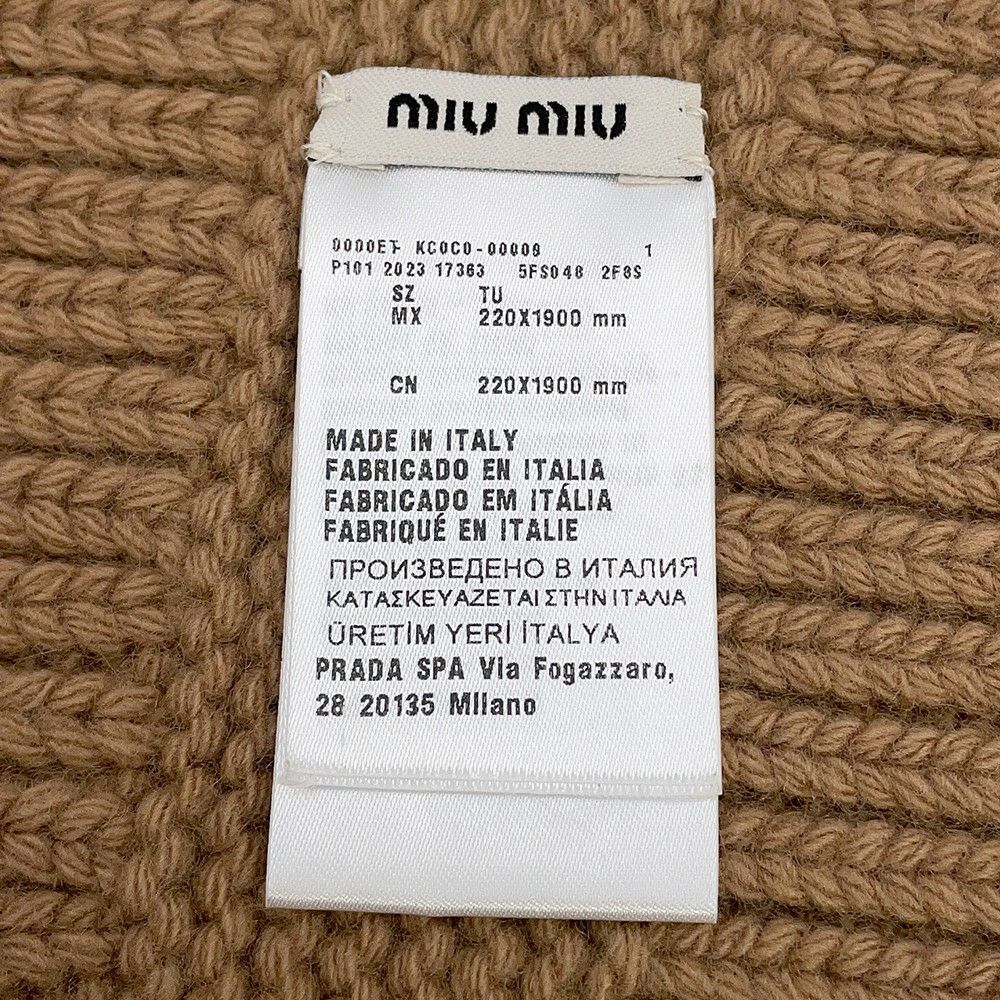 miu miu
KC0C0-00008 1
P101 2023 17363 5FS048 2F8S
SZ TU
MX 220X1900 mm
CN 220X1900 mm
MADE IN ITALY
FABRICADO EN ITALIA
FABRICADO EM ITÁLIA
FABRIQUÉ EN ITALIE
ПРОИЗВЕДЕНО В ИТАЛИЯ
ΚΑΤΑΣΚΕΥΑΖΕΤΑΙ ΣΤΗΝ ΙΤΑΛΙΑ
ÜRETİM YERİ İTALYA
PRADA SPA Via Fogazzaro,
28 20135 Milano